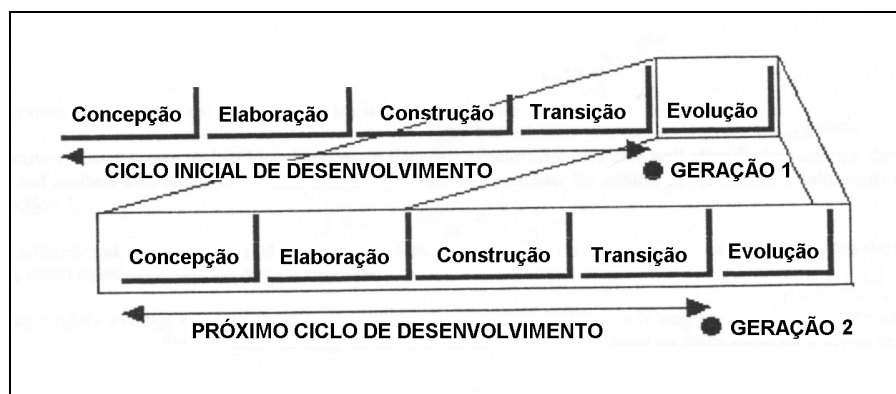 Concepção Elaboração Construção Transição Evolução
CICLO INICIAL DE DESENVOLVIMENTO GERAÇÃO 1
Concepção Elaboração Construção Transição Evolução
PRÓXIMO CICLO DE DESENVOLVIMENTO GERAÇÃO 2